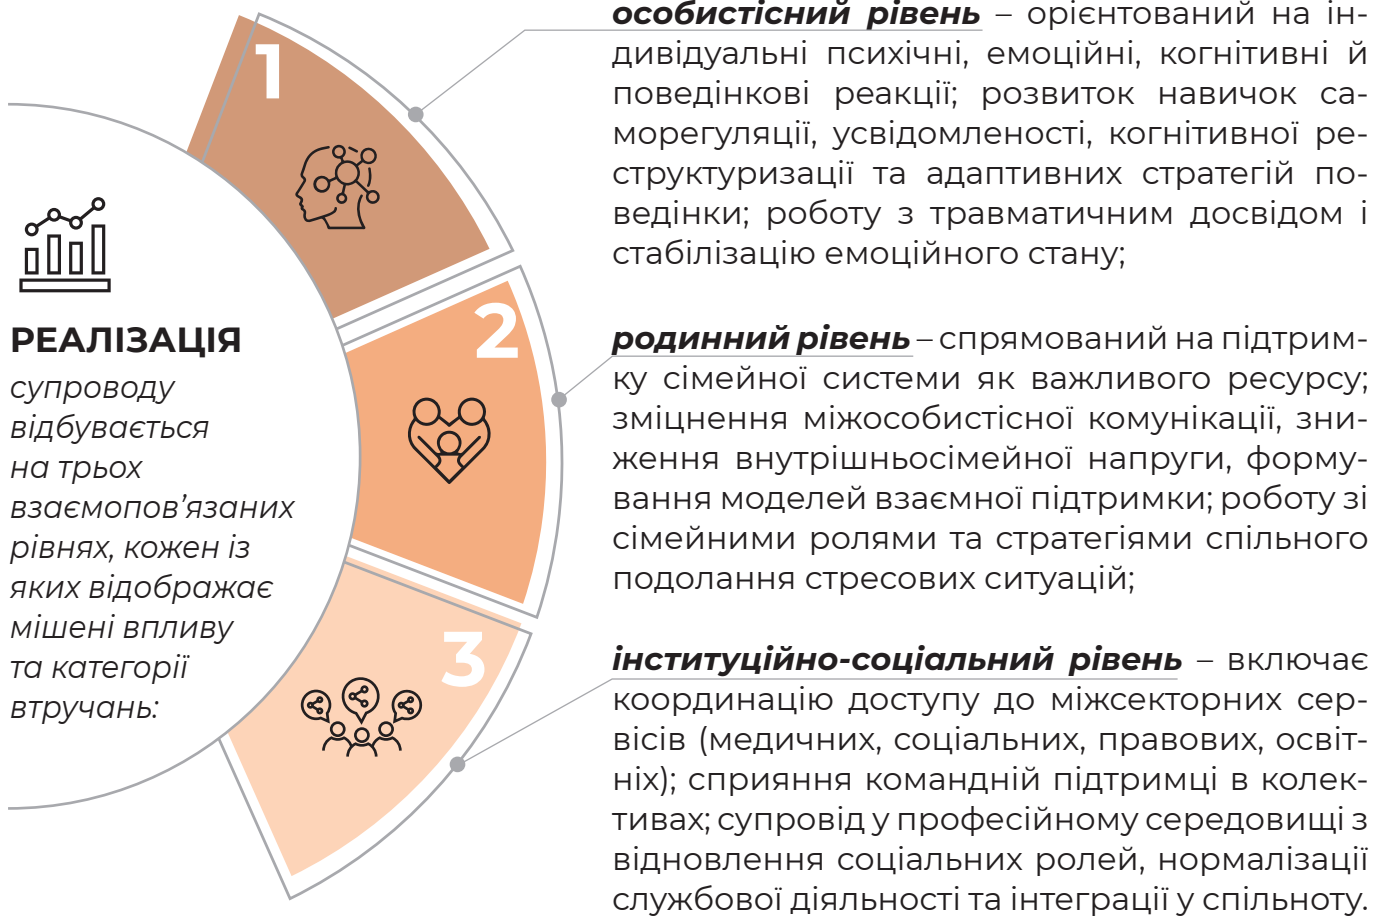 РЕАЛІЗАЦІЯ
супроводу
відбувається
на трьох
взаємопов’язаних
рівнях, кожен із
яких відображає
мішені впливу
та категорії
втручань:
1
особистісний рівень – орієнтований на ін-
дивідуальні психічні, емоційні, когнітивні й
поведінкові реакції; розвиток навичок са-
морегуляції, усвідомленості, когнітивної ре-
структуризації та адаптивних стратегій по-
ведінки; роботу з травматичним досвідом і
стабілізацію емоційного стану;
2
родинний рівень – спрямований на підтрим-
ку сімейної системи як важливого ресурсу;
зміцнення міжособистісної комунікації, зни-
ження внутрішньосімейної напруги, форму-
вання моделей взаємної підтримки; роботу зі
сімейними ролями та стратегіями спільного
подолання стресових ситуацій;
3
інституційно-соціальний рівень – включає
координацію доступу до міжсекторних сер-
вісів (медичних, соціальних, правових, освіт-
ніх); сприяння командній підтримці в колек-
тивах; супровід у професійному середовищі з
відновлення соціальних ролей, нормалізації
службової діяльності та інтеграції у спільноту.